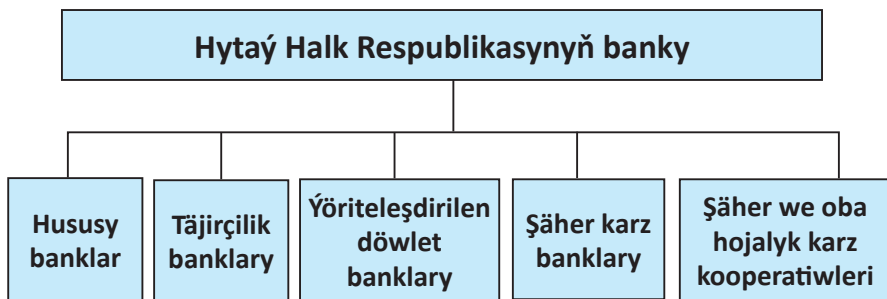 Hytaý Halk Respublikasynyň banky
Hususy
banklar
Täjirçilik
banklary
Ýöriteleşdirilen
döwlet
banklary
Şäher karz
banklary
Şäher we oba
hojalyk karz
kooperatiwleri